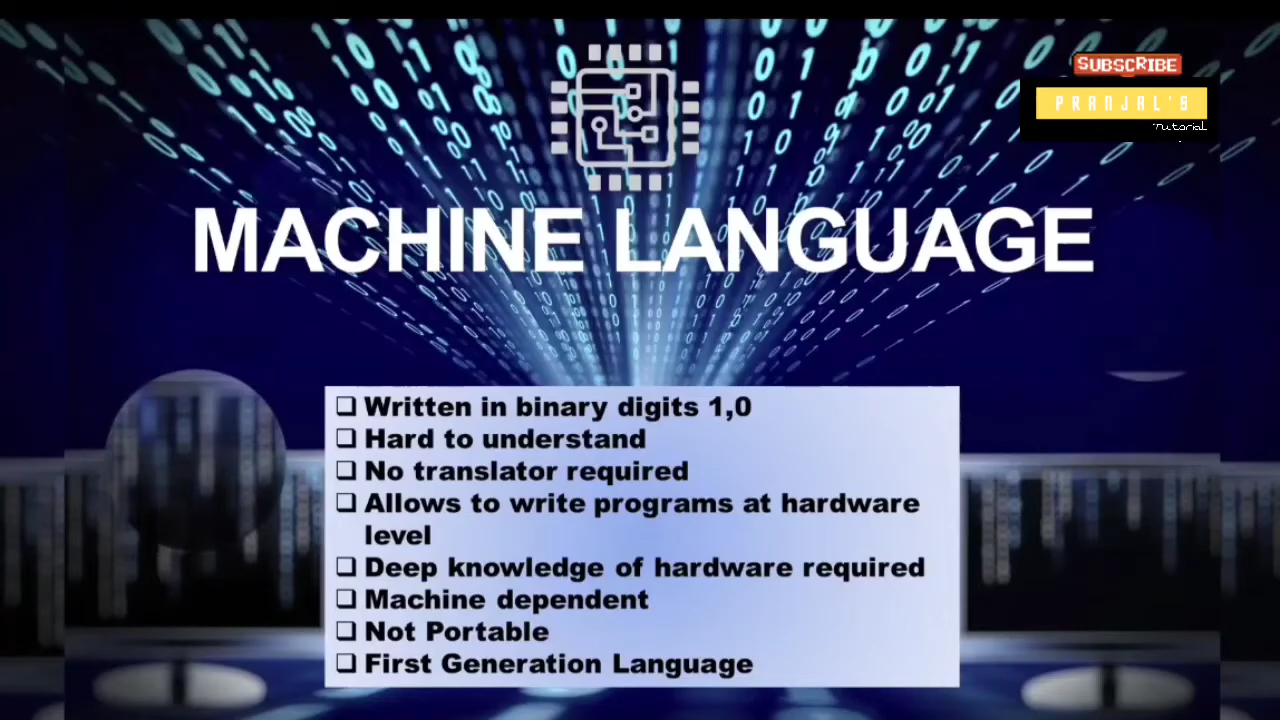 SUBSCRIBE
PRANJAL'S
Tutorial
MACHINE LANGUAGE
❑ Written in binary digits 1,0
❑ Hard to understand
❑ No translator required
❑ Allows to write programs at hardware
level
❑ Deep knowledge of hardware required
❑ Machine dependent
❑ Not Portable
❑ First Generation Language